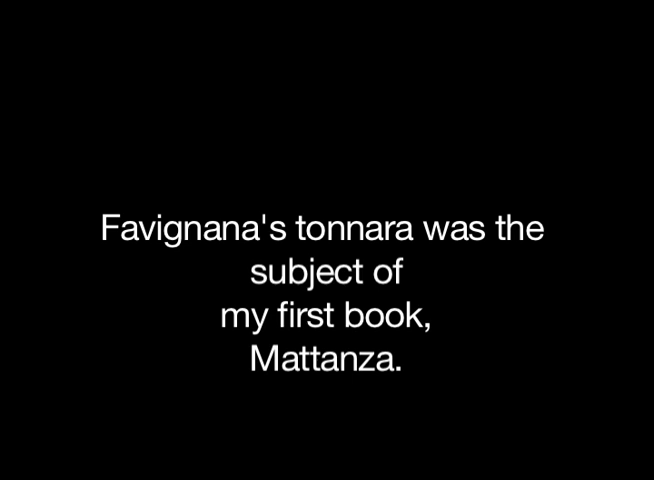 Favignana's tonnara was the
subject of
my first book,
Mattanza.